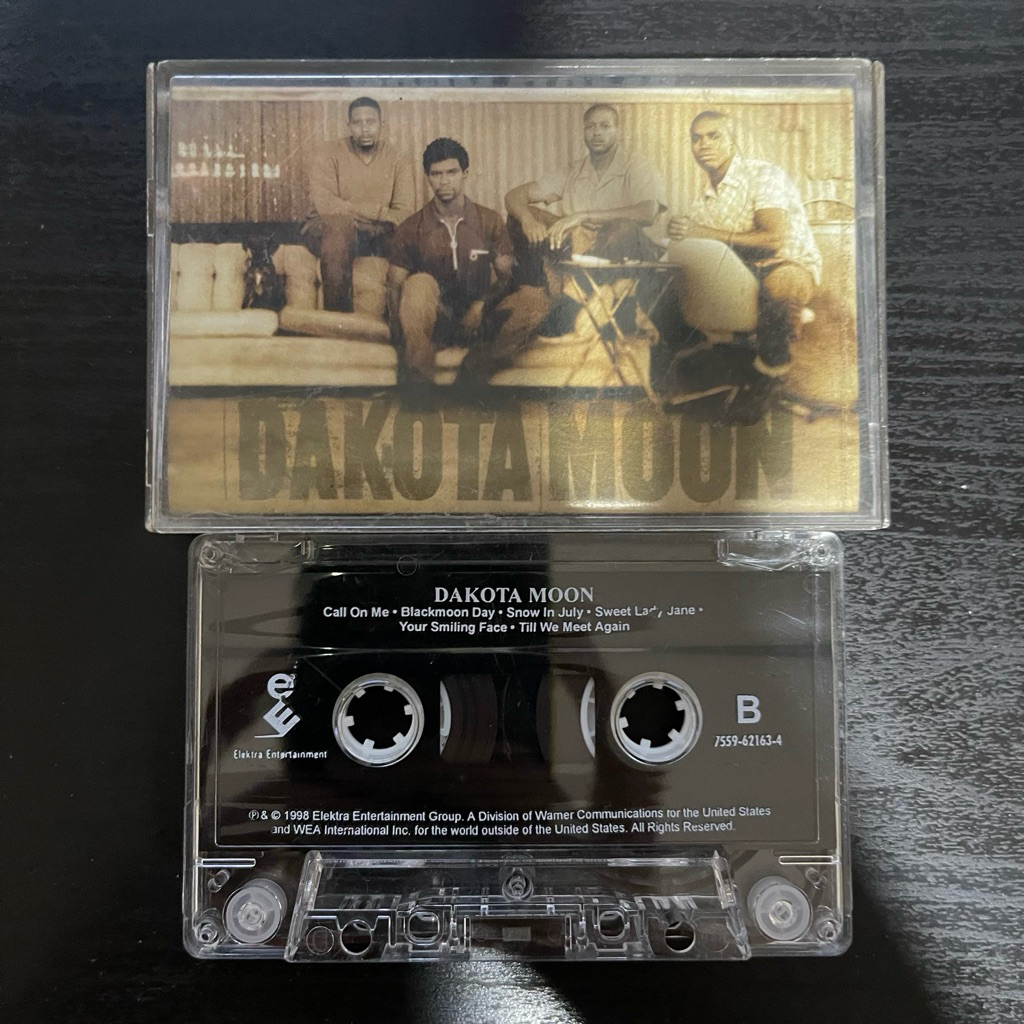 DAKOTA MOON
DAKOTA MOON
Call On Me • Blackmoon Day • Snow In July • Sweet Lady Jane •
Your Smiling Face • Till We Meet Again
Elektra Entertainment
B
7559-62163-4
℗ & © 1998 Elektra Entertainment Group. A Division of Warner Communications for the United States
and WEA International Inc. for the world outside of the United States. All Rights Reserved.